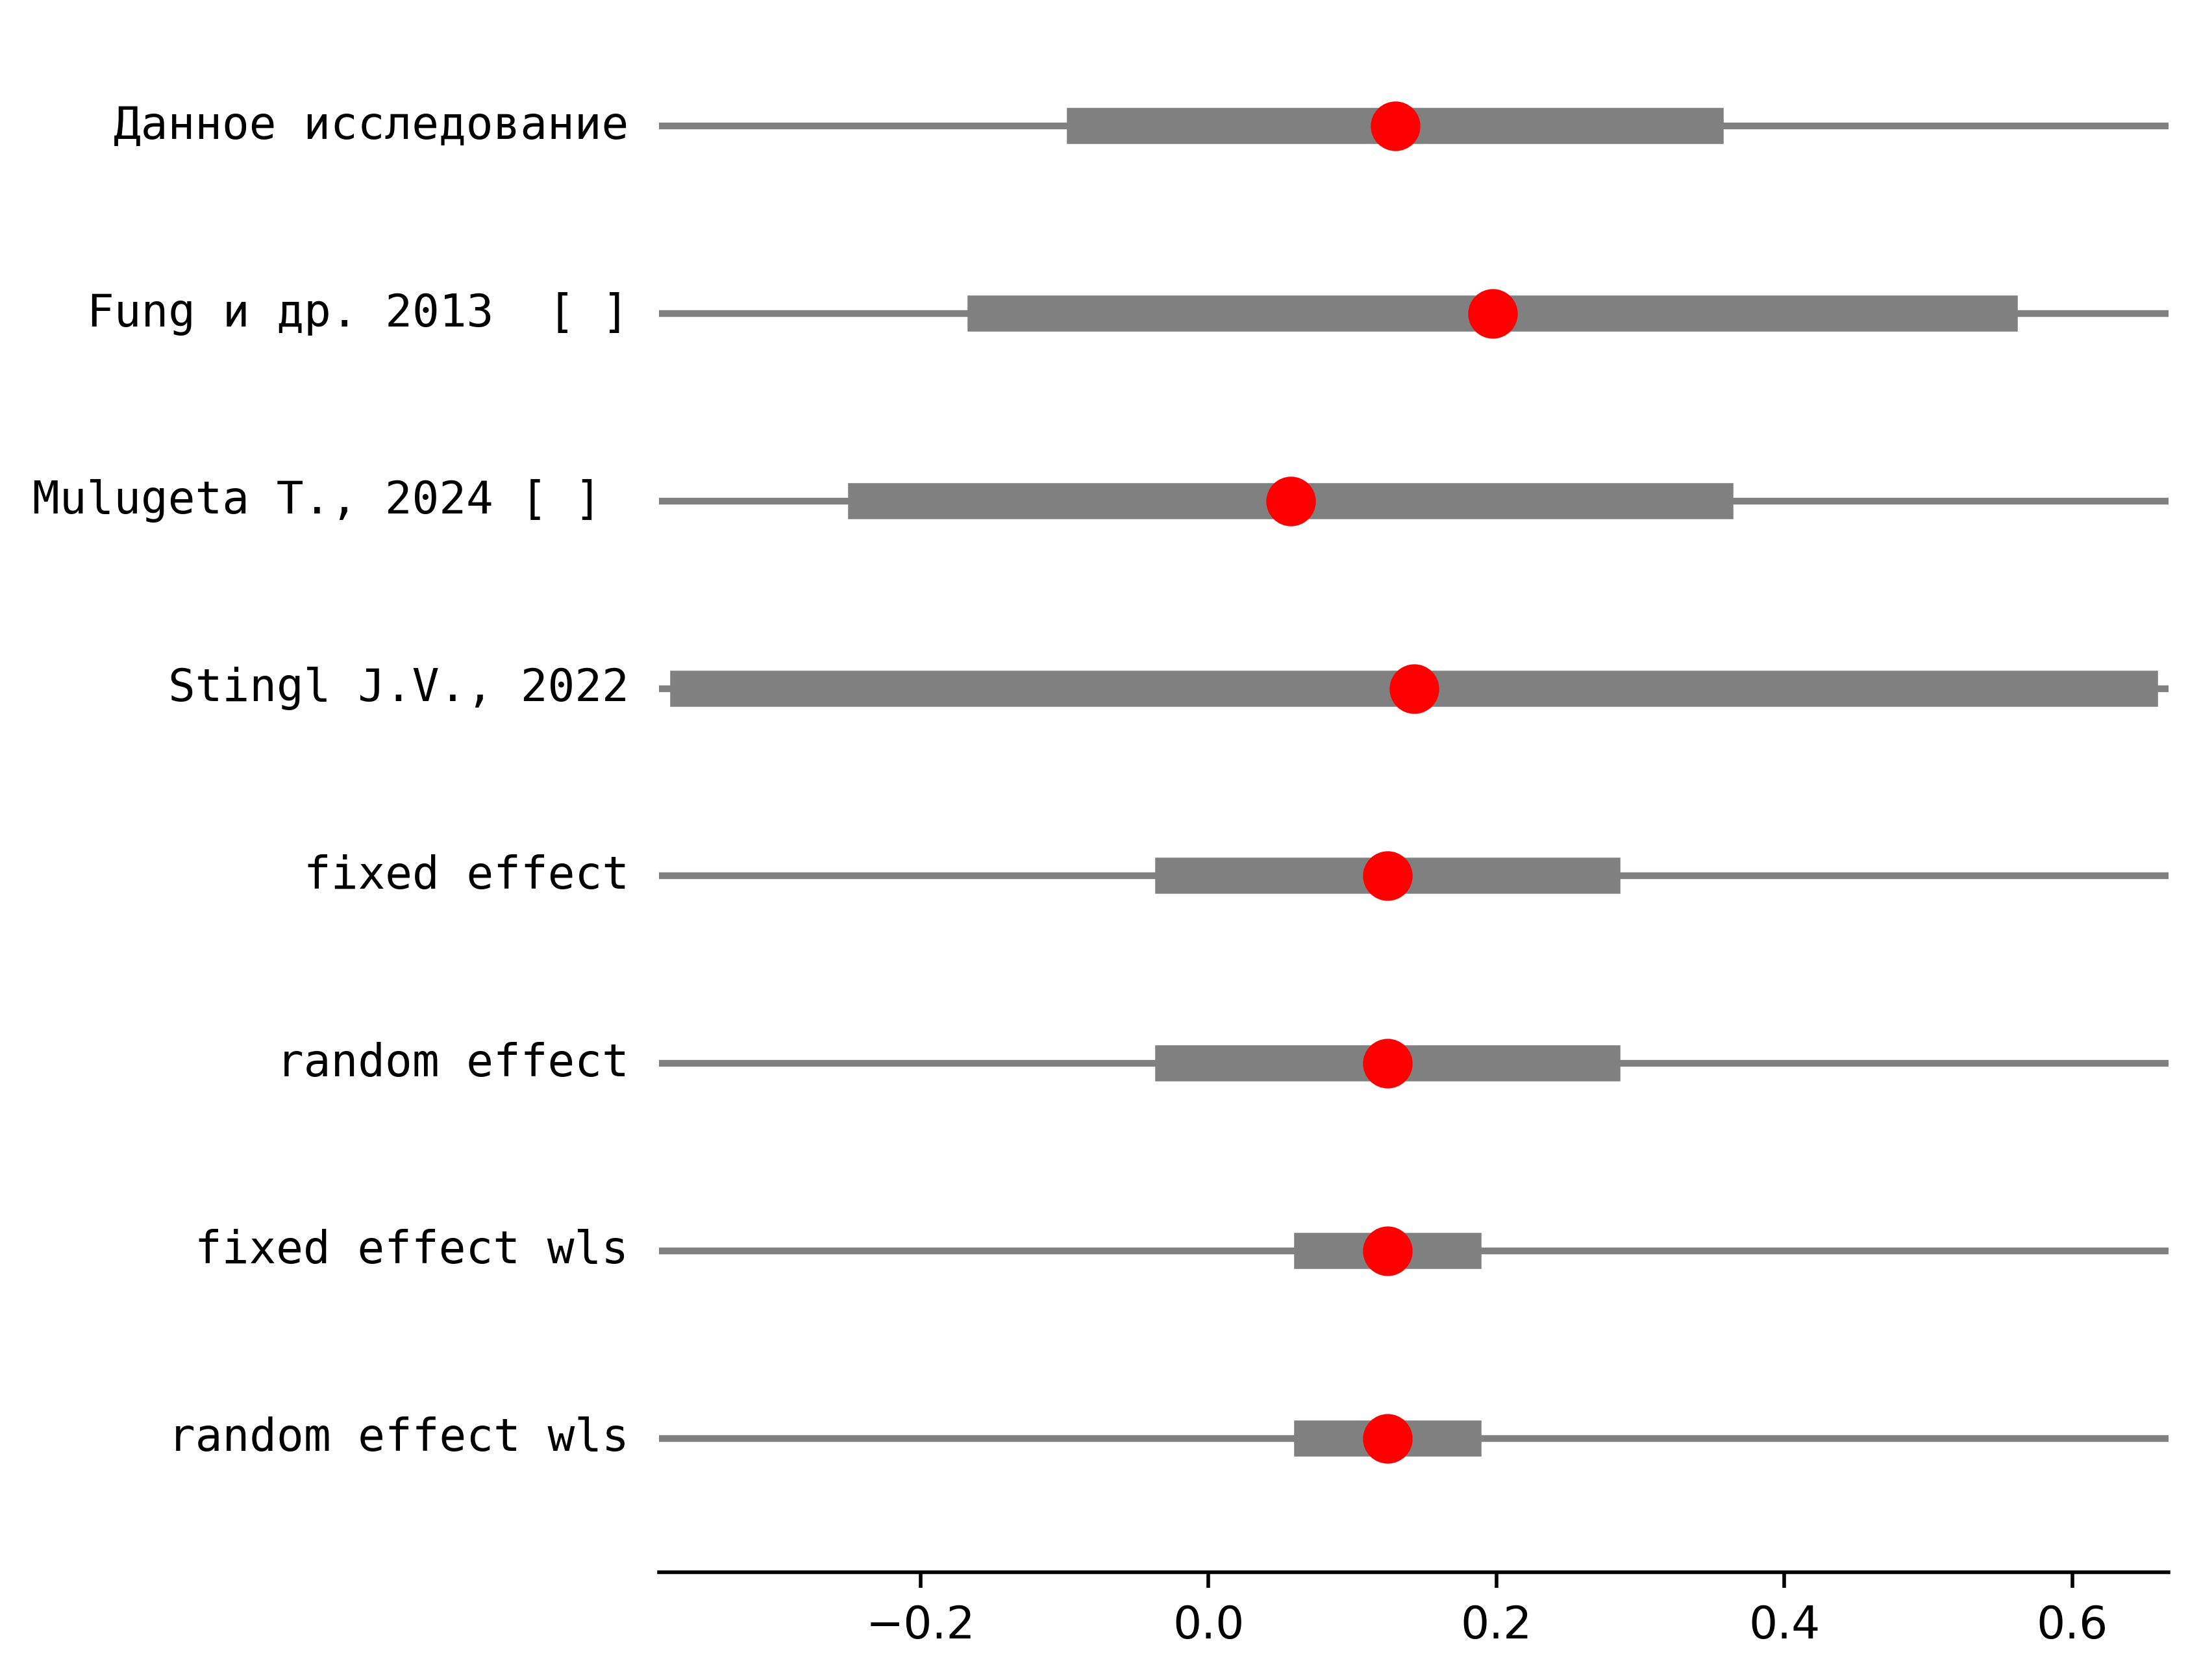 Данное исследование
Fung и др. 2013  [ ]
Mulugeta T., 2024 [ ]
Stingl J.V., 2022
fixed effect
random effect
fixed effect wls
random effect wls
−0.2 0.0 0.2 0.4 0.6